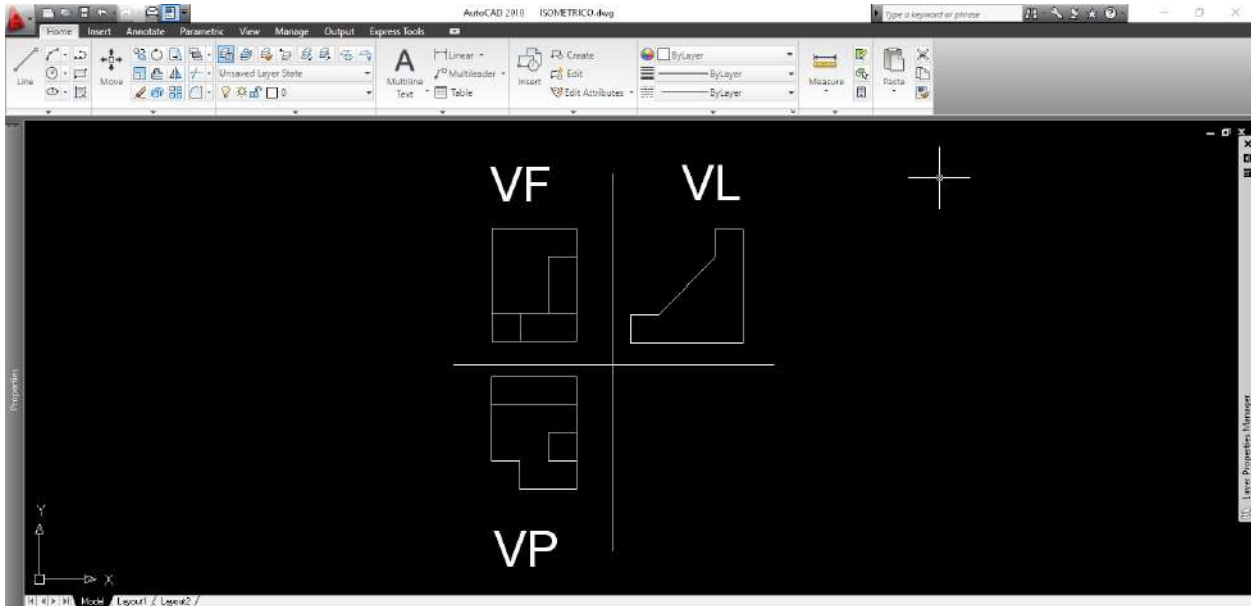 AutoCAD 2010 ISOMETRICO.dwg
Type a keyword or phrase
Home Insert Annotate Parametric View Manage Output Express Tools
Linear
Create
ByLayer
Line
Move
Unsaved Layer State
Multiline Text
Multileader
Insert
Edit
ByLayer
Measure
Paste
0
Table
Edit Attributes
ByLayer
VF
VL
Properties
Layer Properties Manager
VP
Y
X
Model Layout1 Layout2